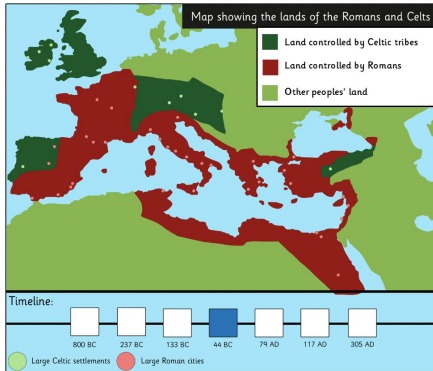 Map showing the lands of the Romans and Celts
Land controlled by Celtic tribes
Land controlled by Romans
Other peoples' land
Timeline:
800 BC 237 BC 133 BC 44 BC 79 AD 117 AD 305 AD
Large Celtic settlements Large Roman cities